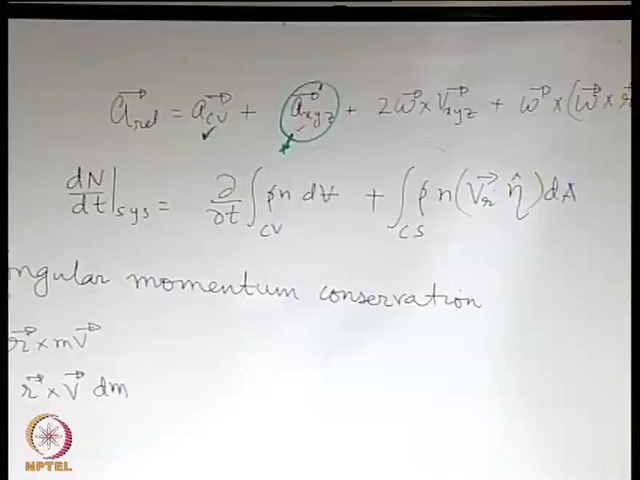 a⃗rel = a⃗cv + a⃗xyz + 2ω⃗ × V⃗xyz + ω⃗ × (ω⃗ ×
dN/dt|sys = ∂/∂t ∫CV ρn dV + ∫CS ρn(V⃗r η̂)dA
ngular momentum conservation
r⃗ × mV⃗
r⃗ × V⃗ dm
NPTEL